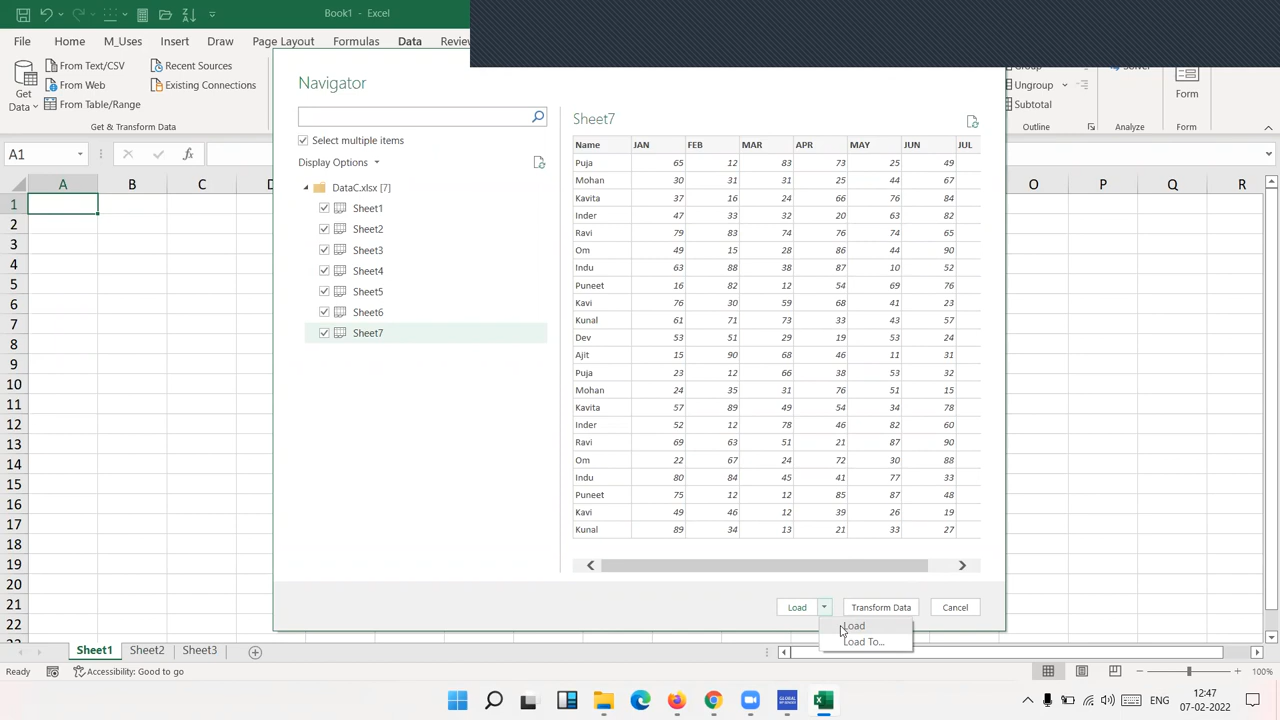 Book1 - Excel
File Home M_Uses Insert Draw Page Layout Formulas Data Review
Get Data
From Text/CSV
From Web
From Table/Range
Recent Sources
Existing Connections
Get & Transform Data
Group
Ungroup
Subtotal
Outline
Solver
Analyze
Form
Form
A1
fx
A B C D O P Q R
1
2
3
4
5
6
7
8
9
10
11
12
13
14
15
16
17
18
19
20
21
22
23
Navigator
Select multiple items
Display Options
DataC.xlsx [7]
Sheet1
Sheet2
Sheet3
Sheet4
Sheet5
Sheet6
Sheet7
Sheet7
Name JAN FEB MAR APR MAY JUN JUL
Puja 65 12 83 73 25 49
Mohan 30 31 31 25 44 67
Kavita 37 16 24 66 76 84
Inder 47 33 32 20 63 82
Ravi 79 83 74 76 74 65
Om 49 15 28 86 44 90
Indu 63 88 38 87 10 52
Puneet 16 82 12 54 69 76
Kavi 76 30 59 68 41 23
Kunal 61 71 73 33 43 57
Dev 53 51 29 19 53 24
Ajit 15 90 68 46 11 31
Puja 23 12 66 38 53 32
Mohan 24 35 31 76 51 15
Kavita 57 89 49 54 34 78
Inder 52 12 78 46 82 60
Ravi 69 63 51 21 87 90
Om 22 67 24 72 30 88
Indu 80 84 45 41 77 33
Puneet 75 12 12 85 87 48
Kavi 49 46 12 39 26 19
Kunal 89 34 13 21 33 27
Load Transform Data Cancel
Load
Load To...
Sheet1 Sheet2 Sheet3
Ready Accessibility: Good to go 100%
ENG 12:47
07-02-2022